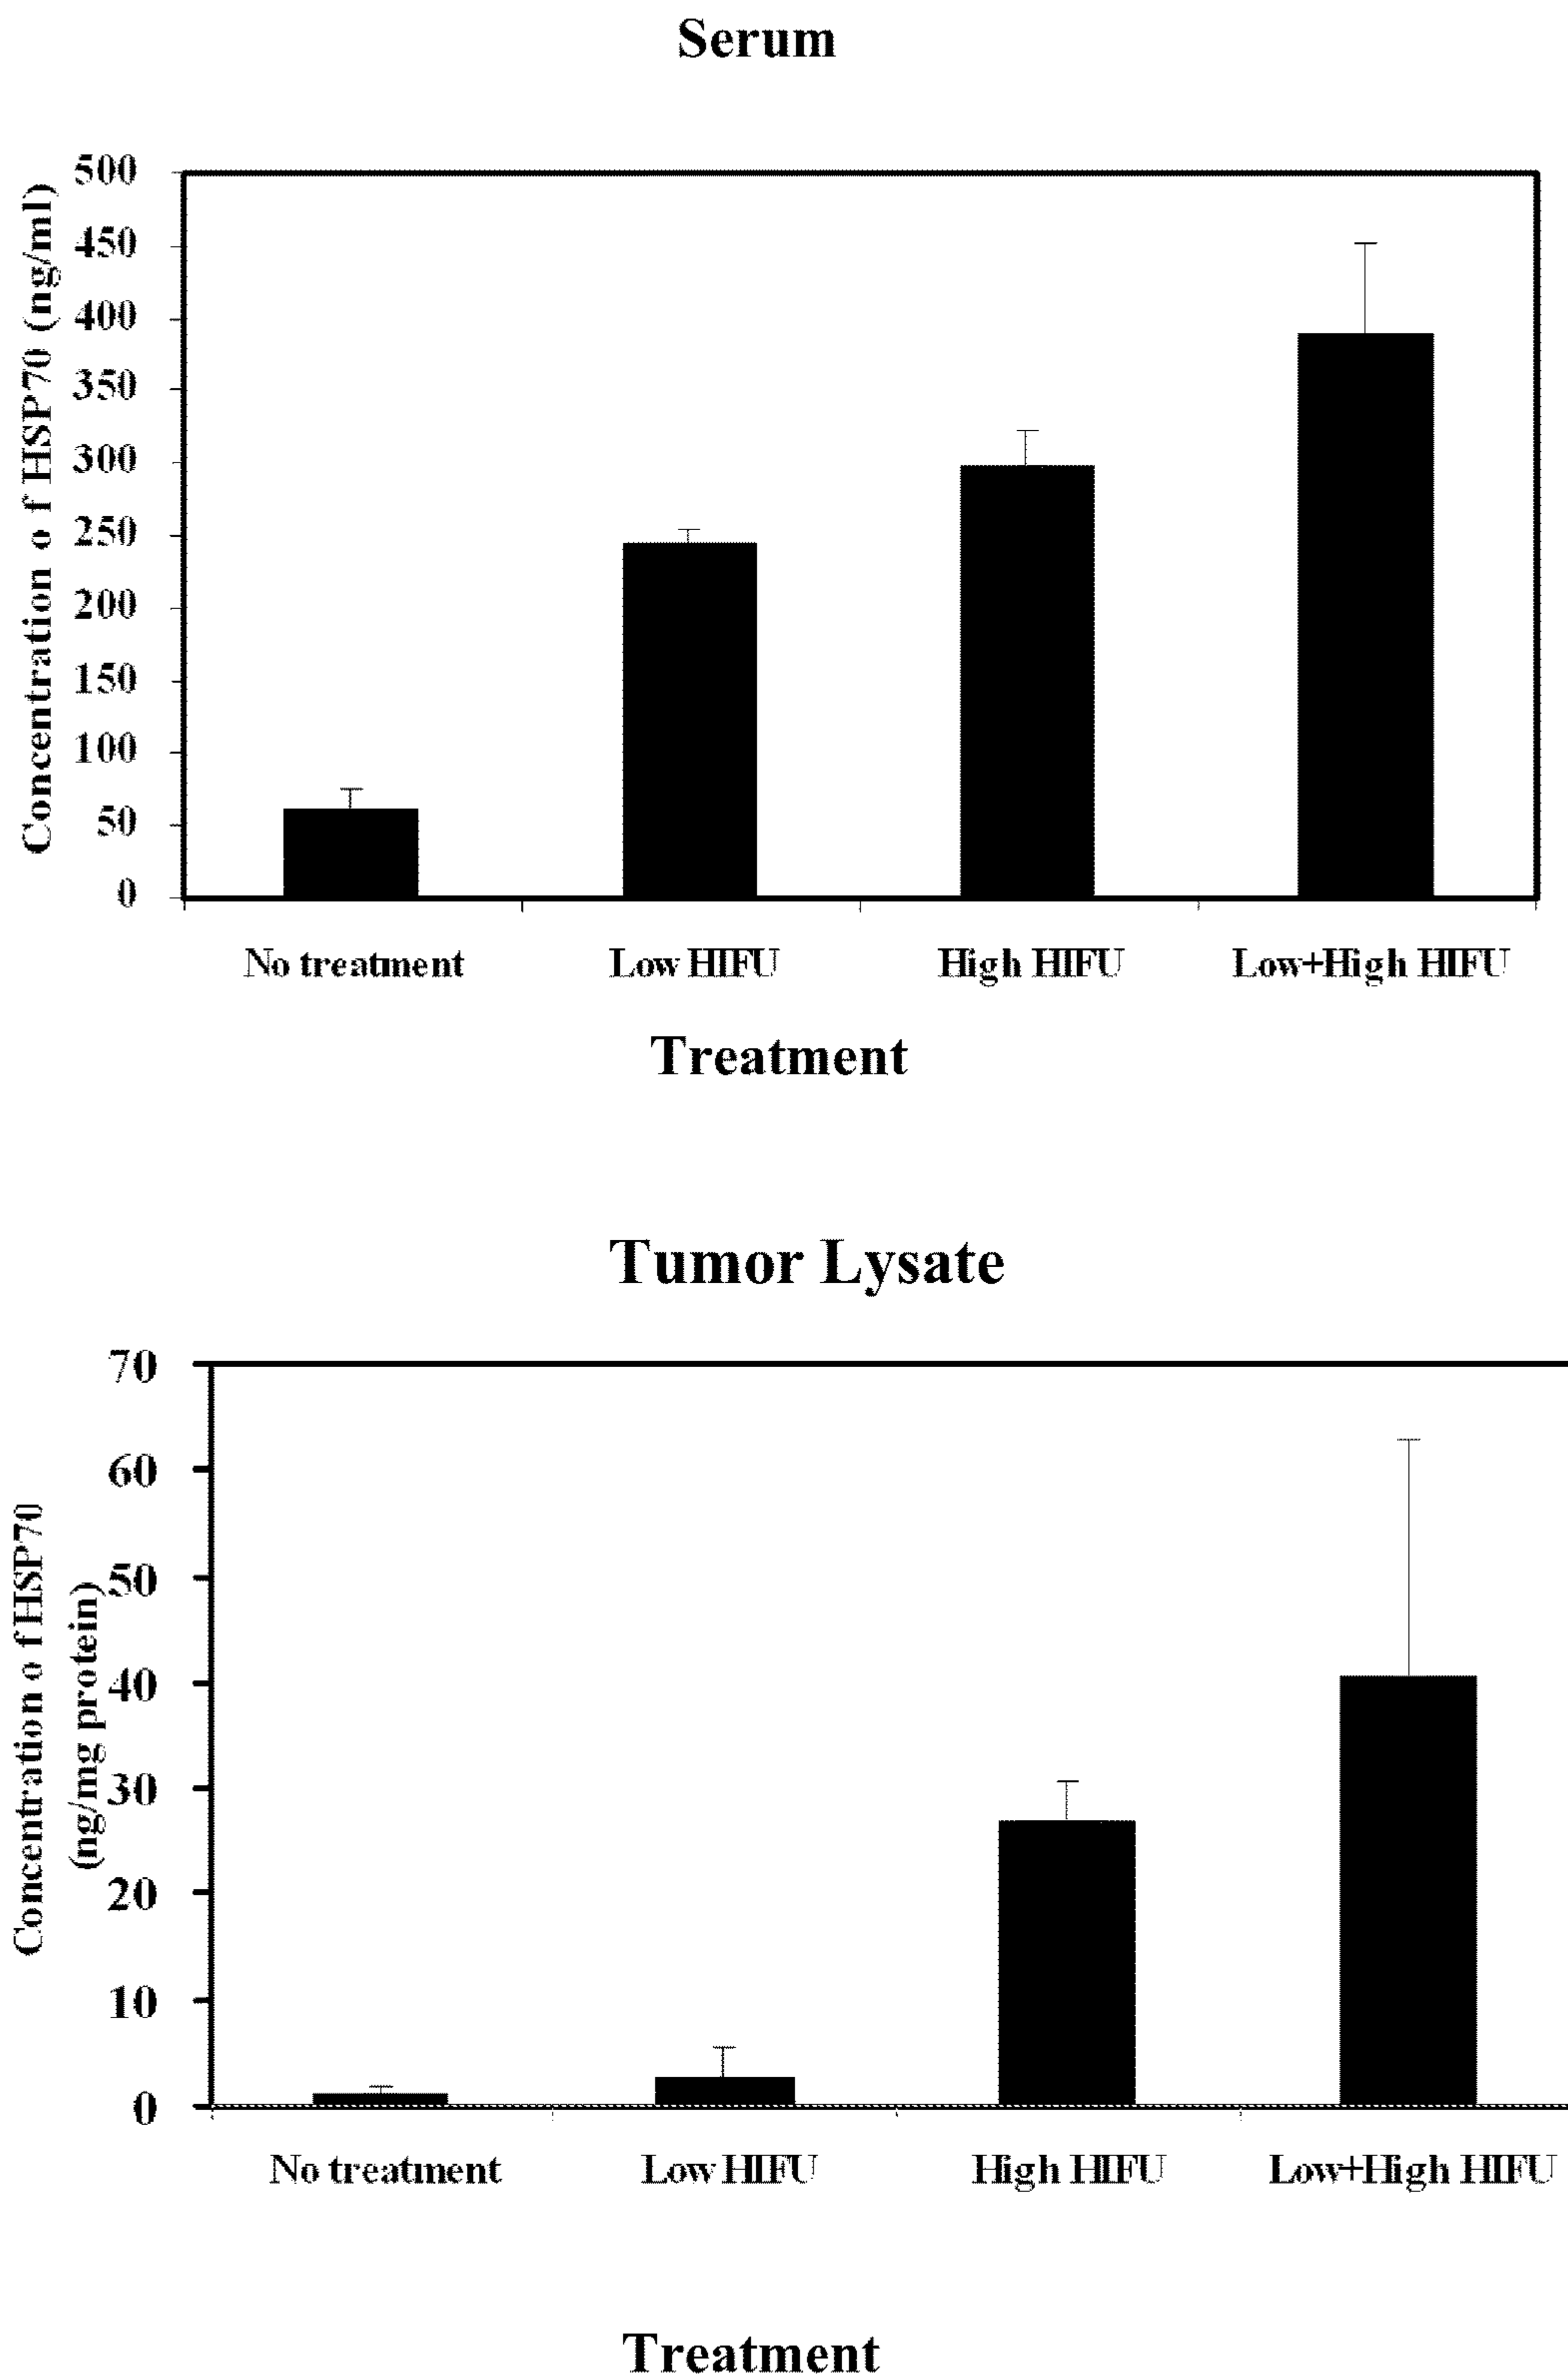 Serum
Concentration of HSP70 (ng/ml)
500
450
400
350
300
250
200
150
100
50
0
No treatment Low HIFU High HIFU Low+High HIFU
Treatment
Tumor Lysate
Concentration of HSP70
(ng/mg protein)
70
60
50
40
30
20
10
0
No treatment Low HIFU High HIFU Low+High HIFU
Treatment